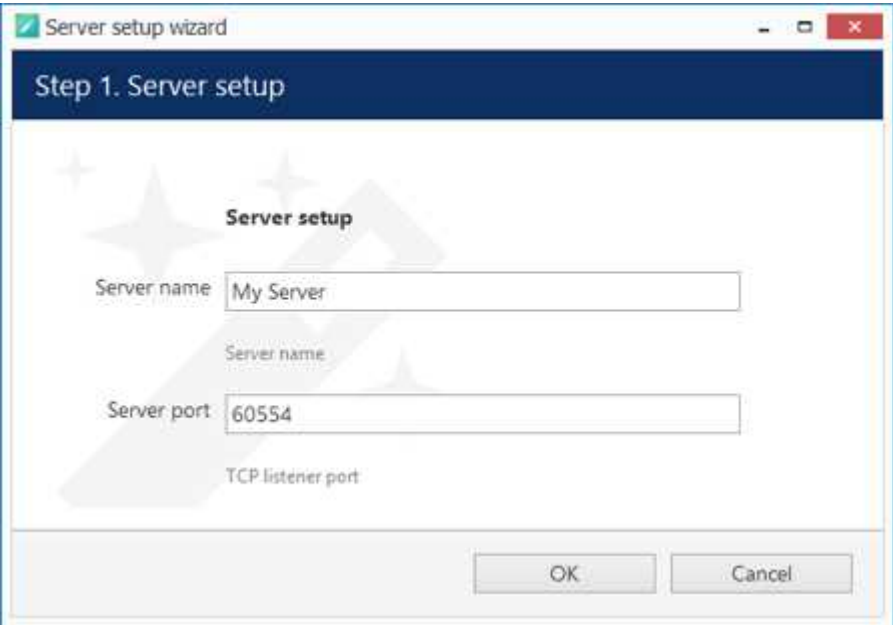 Server setup wizard
Step 1. Server setup
Server setup
Server name My Server
Server name
Server port 60554
TCP listener port
OK Cancel